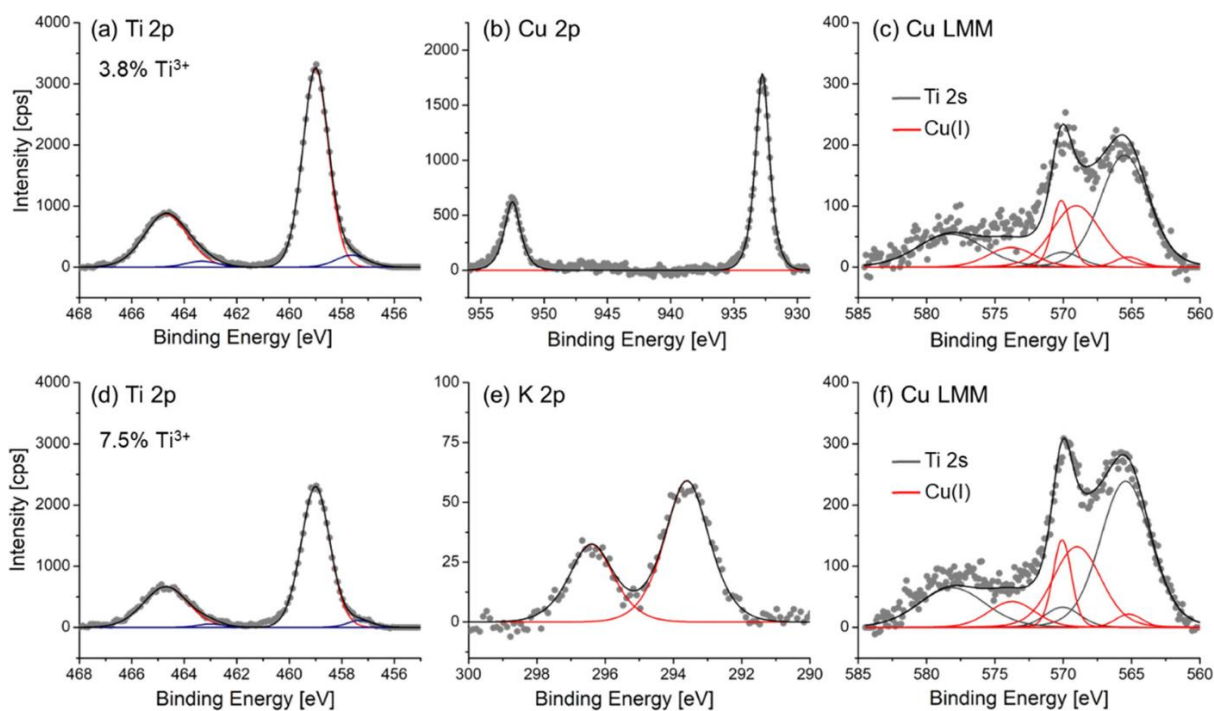 (a) Ti 2p
3.8% Ti³⁺
Intensity [cps]
4000
3000
2000
1000
0
468 466 464 462 460 458 456 454
Binding Energy [eV]
(b) Cu 2p
2000
1750
1500
1000
500
0
955 950 945 940 935 930
Binding Energy [eV]
(c) Cu LMM
Ti 2s
Cu(I)
400
300
200
100
0
585 580 575 570 565 560
Binding Energy [eV]
(d) Ti 2p
7.5% Ti³⁺
Intensity [cps]
4000
3000
2000
1000
0
468 466 464 462 460 458 456 454
Binding Energy [eV]
(e) K 2p
100
75
50
25
0
300 298 296 294 292 290
Binding Energy [eV]
(f) Cu LMM
Ti 2s
Cu(I)
400
300
200
100
0
585 580 575 570 565 560
Binding Energy [eV]